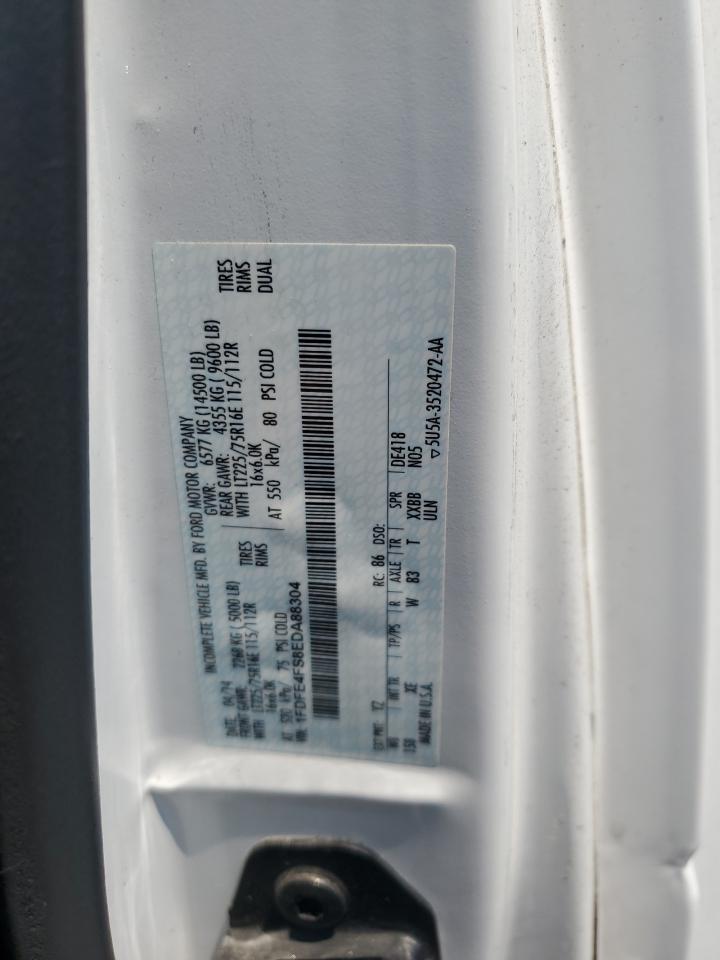 INCOMPLETE VEHICLE MFD. BY FORD MOTOR COMPANY
DATE: 04/14 GVWR: 6577 KG (14500 LB)
FRONT GAWR: 2268 KG ( 5000 LB) REAR GAWR: 4355 KG ( 9600 LB)
WITH LT225/75R16E 115/112R TIRES WITH LT225/75R16E 115/112R TIRES
16x6.0K RIMS 16x6.0K RIMS
AT kPa/ 75 PSI COLD AT 550 kPa/ 80 PSI COLD DUAL
VIN: 1FDFE4FS8EDA88304
EXT PNT: YZ RC: 86 DSO:
WB INT TR TP/PS R AXLE TR SPR DE418
158 XE W B3 T XXBB N05
MADE IN U.S.A. ULN
▽5U5A-3520472-AA